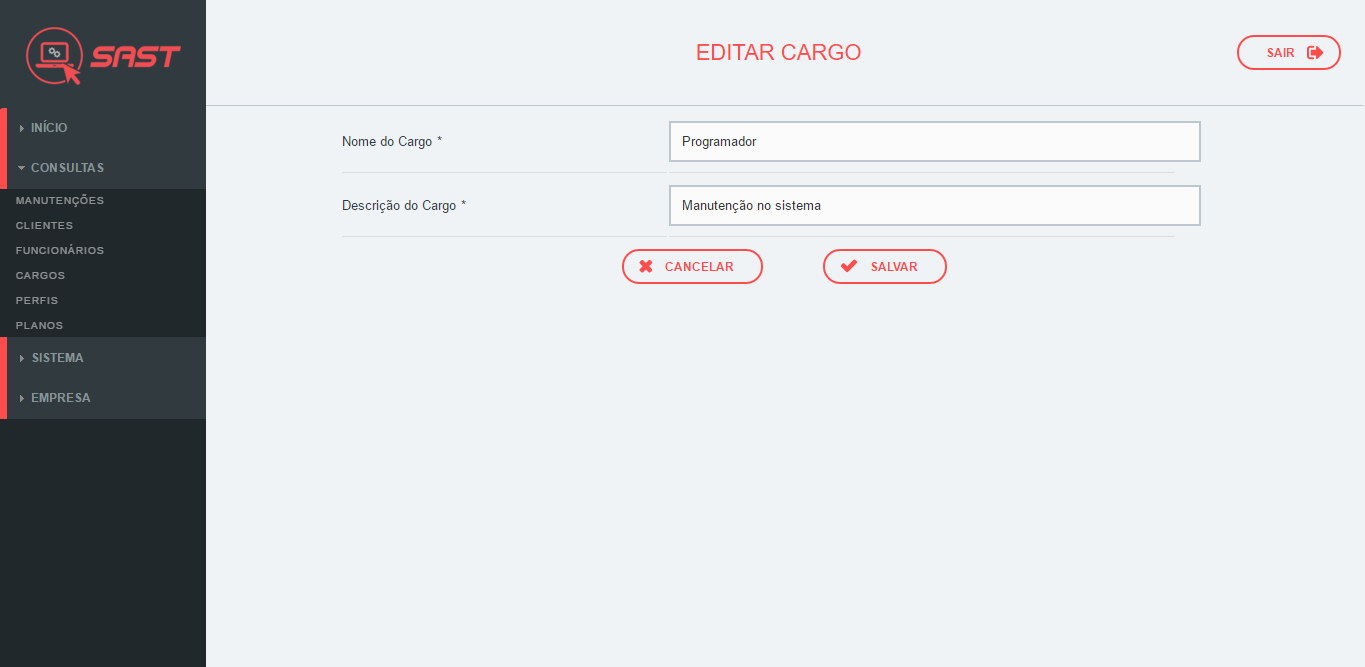 SAST
EDITAR CARGO
SAIR
INÍCIO
CONSULTAS
MANUTENÇÕES
CLIENTES
FUNCIONÁRIOS
CARGOS
PERFIS
PLANOS
SISTEMA
EMPRESA
Nome do Cargo * Programador
Descrição do Cargo * Manutenção no sistema
CANCELAR SALVAR